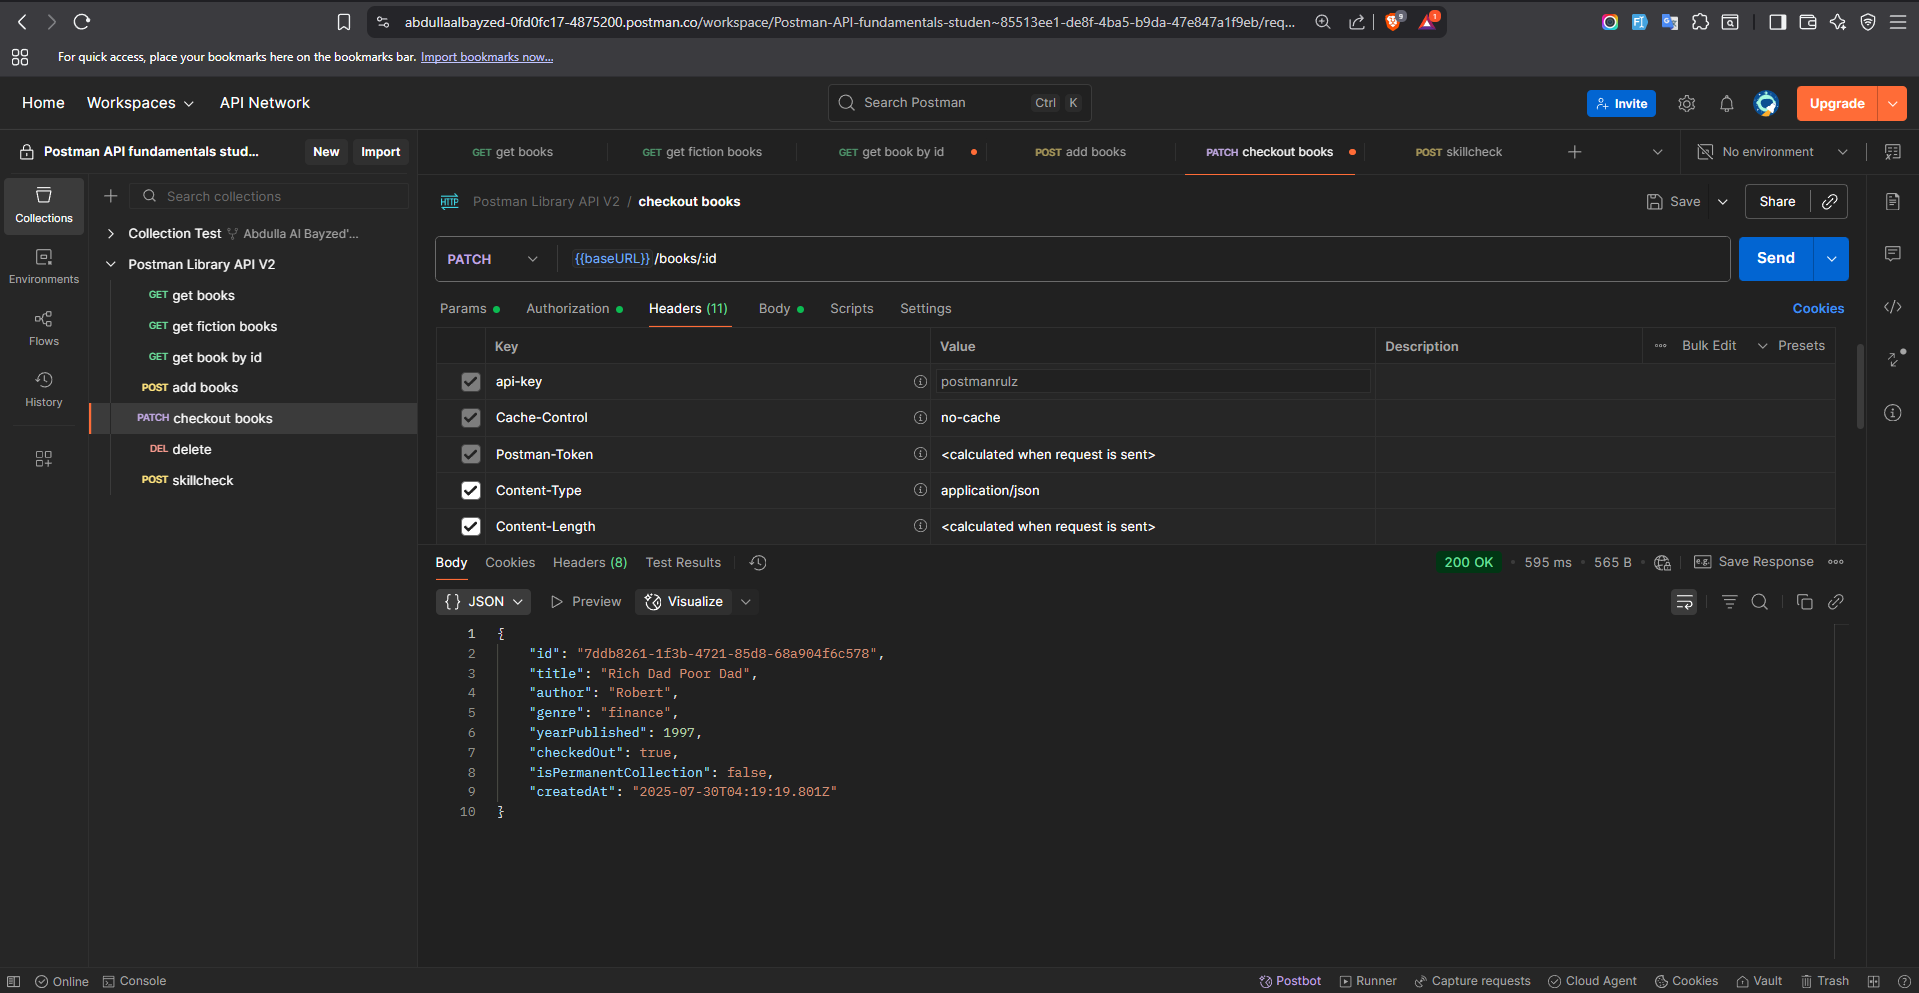 abdullaalbayzed-0fd0fc17-4875200.postman.co/workspace/Postman-API-fundamentals-studen~85513ee1-de8f-4ba5-b9da-47e847a1f9eb/req...
9
1
For quick access, place your bookmarks here on the bookmarks bar. Import bookmarks now...
Home Workspaces API Network
Search Postman Ctrl K
Invite
Upgrade
Postman API fundamentals stud...
New Import
GET get books
GET get fiction books
GET get book by id
POST add books
PATCH checkout books
POST skillcheck
No environment
Collections
Environments
Flows
History
Search collections
Collection Test Abdulla Al Bayzed'...
Postman Library API V2
GET get books
GET get fiction books
GET get book by id
POST add books
PATCH checkout books
DEL delete
POST skillcheck
HTTP Postman Library API V2 / checkout books
Save Share
PATCH {{baseURL}} /books/:id
Send
Params Authorization Headers (11) Body Scripts Settings Cookies
Key Value Description Bulk Edit Presets
api-key postmanrulz
Cache-Control no-cache
Postman-Token <calculated when request is sent>
Content-Type application/json
Content-Length <calculated when request is sent>
Body Cookies Headers (8) Test Results
200 OK 595 ms 565 B e.g. Save Response
{} JSON Preview Visualize
1 {
2 "id": "7ddb8261-1f3b-4721-85d8-68a904f6c578",
3 "title": "Rich Dad Poor Dad",
4 "author": "Robert",
5 "genre": "finance",
6 "yearPublished": 1997,
7 "checkedOut": true,
8 "isPermanentCollection": false,
9 "createdAt": "2025-07-30T04:19:19.801Z"
10 }
Online Console
Postbot Runner Capture requests Cloud Agent Cookies Vault Trash